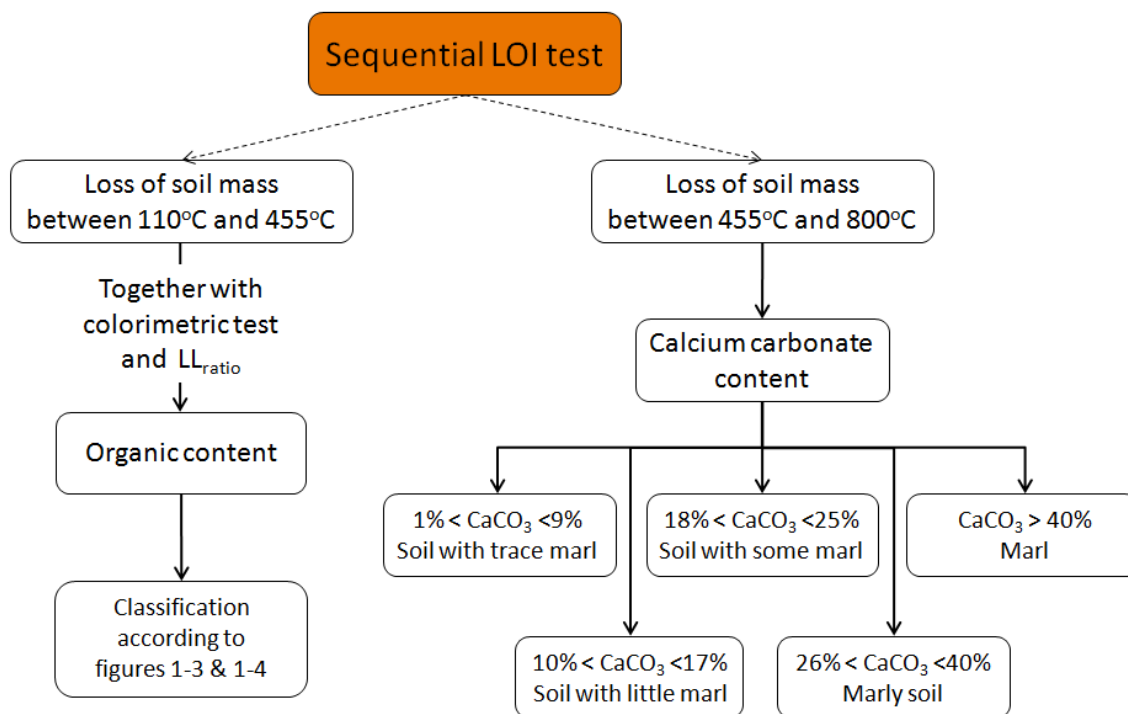 Sequential LOI test
Loss of soil mass
between 110°C and 455°C
Loss of soil mass
between 455°C and 800°C
Together with
colorimetric test
and LLratio
Calcium carbonate
content
Organic content
1% < CaCO3 <9%
Soil with trace marl
18% < CaCO3 <25%
Soil with some marl
CaCO3 > 40%
Marl
Classification
according to
figures 1-3 & 1-4
10% < CaCO3 <17%
Soil with little marl
26% < CaCO3 <40%
Marly soil